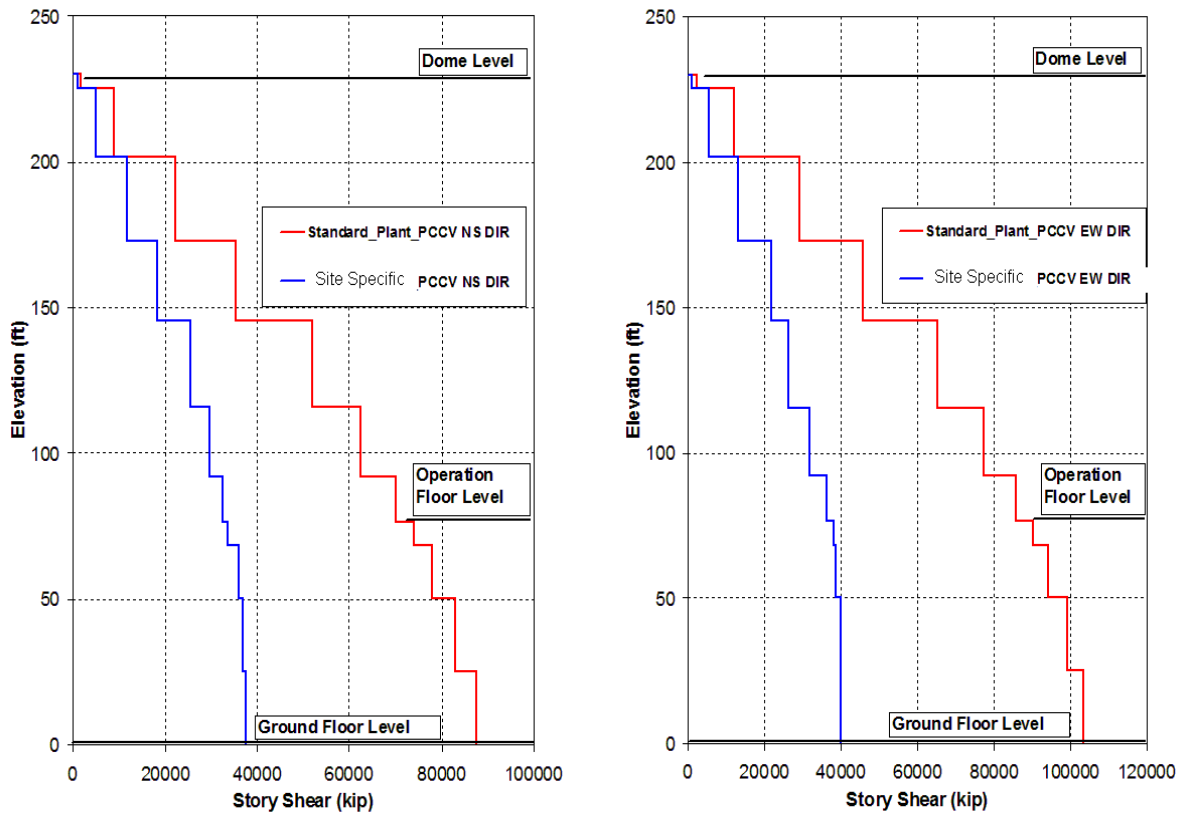 250
200
150
100
50
0
Elevation (ft)
Dome Level
Standard_Plant_PCCV NS DIR
Site Specific PCCV NS DIR
Operation
Floor Level
Ground Floor Level
0 20000 40000 60000 80000 100000
Story Shear (kip)
250
200
150
100
50
0
Elevation (ft)
Dome Level
Standard_Plant_PCCV EW DIR
Site Specific PCCV EW DIR
Operation
Floor Level
Ground Floor Level
0 20000 40000 60000 80000 100000 120000
Story Shear (kip)